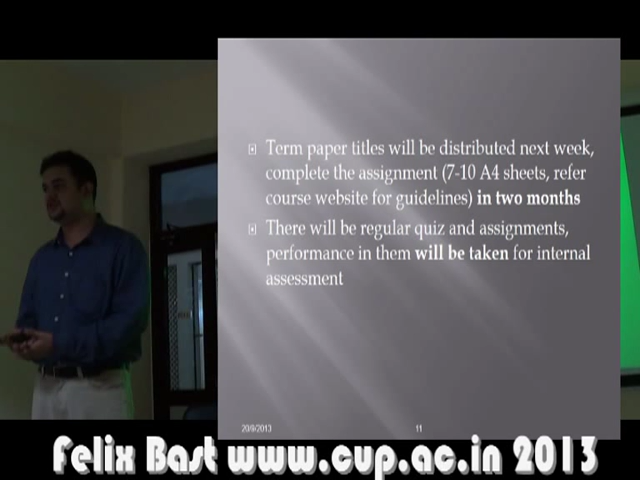 Term paper titles will be distributed next week,
complete the assignment (7-10 A4 sheets, refer
course website for guidelines) in two months
There will be regular quiz and assignments,
performance in them will be taken for internal
assessment
20/9/2013
11
Felix Bast www.cup.ac.in 2013